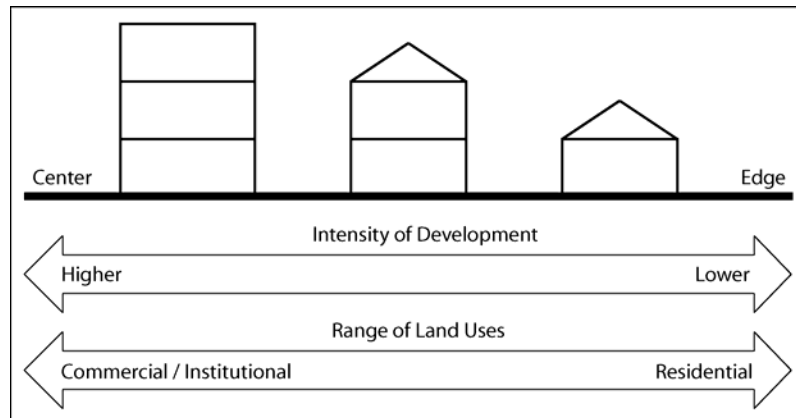 Center Edge
Intensity of Development
Higher Lower
Range of Land Uses
Commercial / Institutional Residential